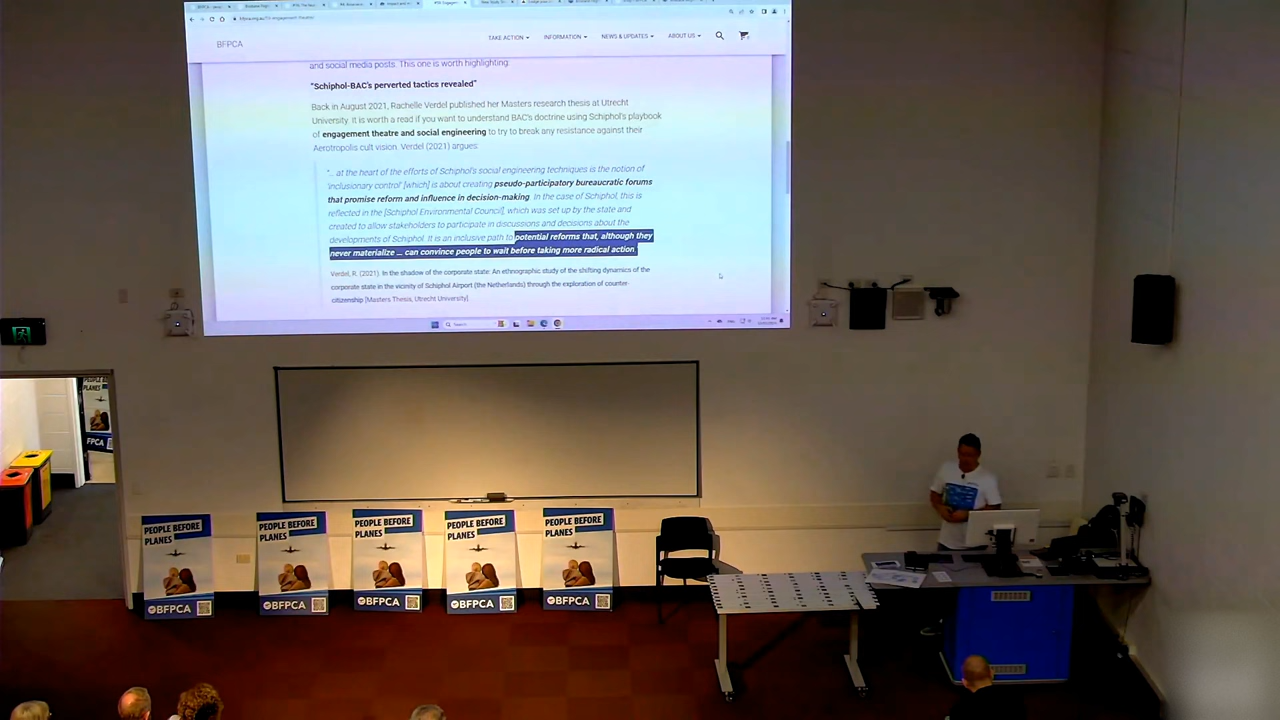 BFPCA
TAKE ACTION
INFORMATION
NEWS & UPDATES
ABOUT US
and social media posts. This one is worth highlighting:
"Schiphol-BAC's perverted tactics revealed"
Back in August 2021, Rachelle Verdel published her Masters research thesis at Utrecht
University. It is worth a read if you want to understand BAC's doctrine using Schiphol's playbook
of engagement theatre and social engineering to try to break any resistance against their
Aerotropolis cult vision. Verdel (2021) argues:
"... at the heart of the efforts of Schiphol's social engineering techniques is the notion of
'inclusionary control' [which] is about creating pseudo-participatory bureaucratic forums
that promise reform and influence in decision-making. In the case of Schiphol, this is
reflected in the [Schiphol Environmental Council], which was set up by the state and
created to allow stakeholders to participate in discussions and decisions about the
developments of Schiphol. It is an inclusive path to potential reforms that, although they
never materialize ... can convince people to wait before taking more radical action.
Verdel, R. (2021). In the shadow of the corporate state: An ethnographic study of the shifting dynamics of the
corporate state in the vicinity of Schiphol Airport (the Netherlands) through the exploration of counter-
citizenship [Masters Thesis, Utrecht University].
Search
PEOPLE BEFORE
PLANES
FPCA
PEOPLE BEFORE
PLANES
BFPCA
PEOPLE BEFORE
PLANES
BFPCA
PEOPLE BEFORE
PLANES
BFPCA
PEOPLE BEFORE
PLANES
BFPCA
PEOPLE BEFORE
PLANES
BFPCA